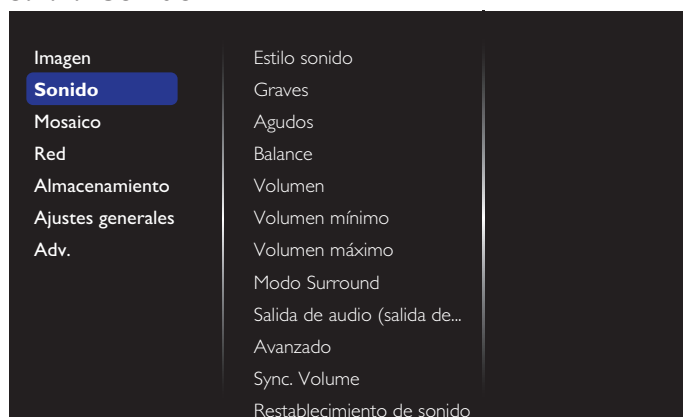 Imagen
Sonido
Mosaico
Red
Almacenamiento
Ajustes generales
Adv.
Estilo sonido
Graves
Agudos
Balance
Volumen
Volumen mínimo
Volumen máximo
Modo Surround
Salida de audio (salida de...
Avanzado
Sync. Volume
Restablecimiento de sonido